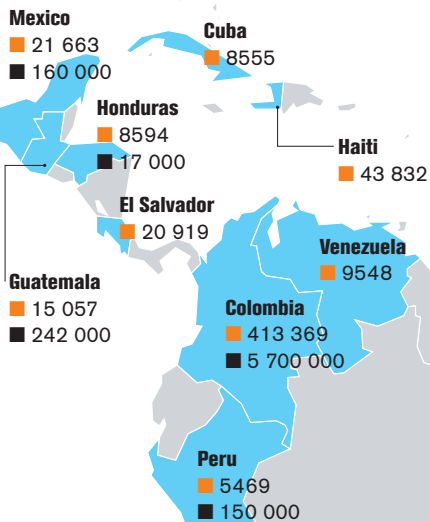 Mexico
21 663
160 000
Cuba
8555
Honduras
8594
17 000
Haiti
43 832
El Salvador
20 919
Venezuela
9548
Guatemala
15 057
242 000
Colombia
413 369
5 700 000
Peru
5469
150 000